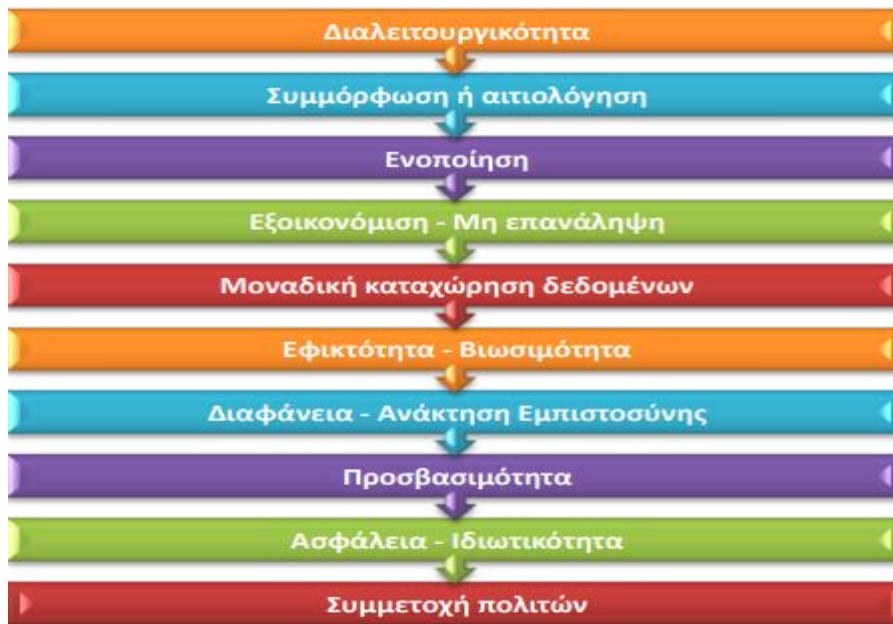 Διαλειτουργικότητα
Συμμόρφωση ή αιτιολόγηση
Ενοποίηση
Εξοικονόμιση - Μη επανάληψη
Μοναδική καταχώρηση δεδομένων
Εφικτότητα - Βιωσιμότητα
Διαφάνεια - Ανάκτηση Εμπιστοσύνης
Προσβασιμότητα
Ασφάλεια - Ιδιωτικότητα
Συμμετοχή πολιτών